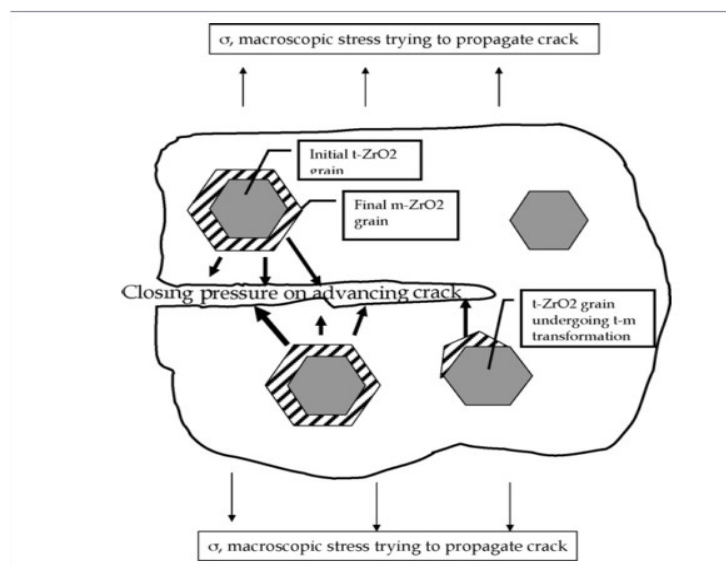 σ, macroscopic stress trying to propagate crack
Initial t-ZrO2
grain
Final m-ZrO2
grain
Closing pressure on advancing crack
t-ZrO2 grain
undergoing t-m
transformation
σ, macroscopic stress trying to propagate crack